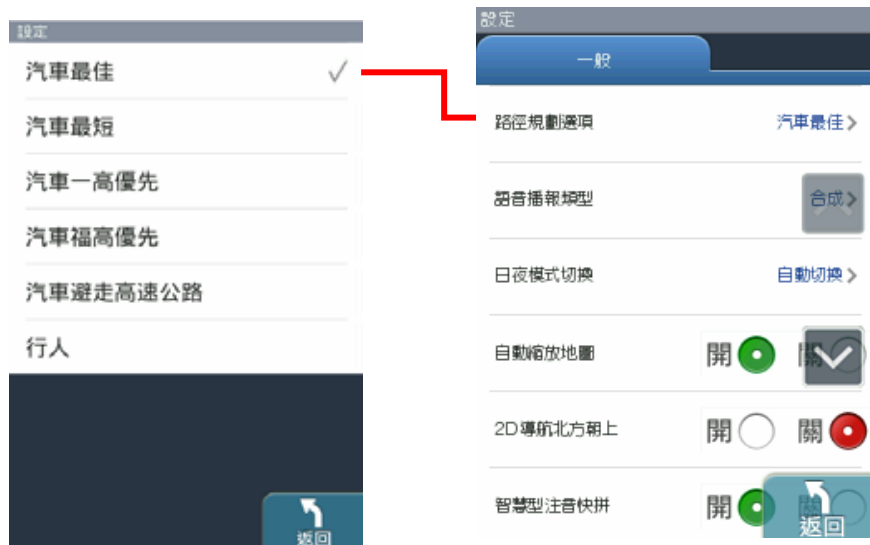 設定
汽車最佳
汽車最短
汽車一高優先
汽車福高優先
汽車避走高速公路
行人
返回
設定
一般
路徑規劃選項 汽車最佳
語音播報類型 合成
日夜模式切換 自動切換
自動縮放地圖 開 關
2D導航北方朝上 開 關
智慧型注音快拼 開 關
返回